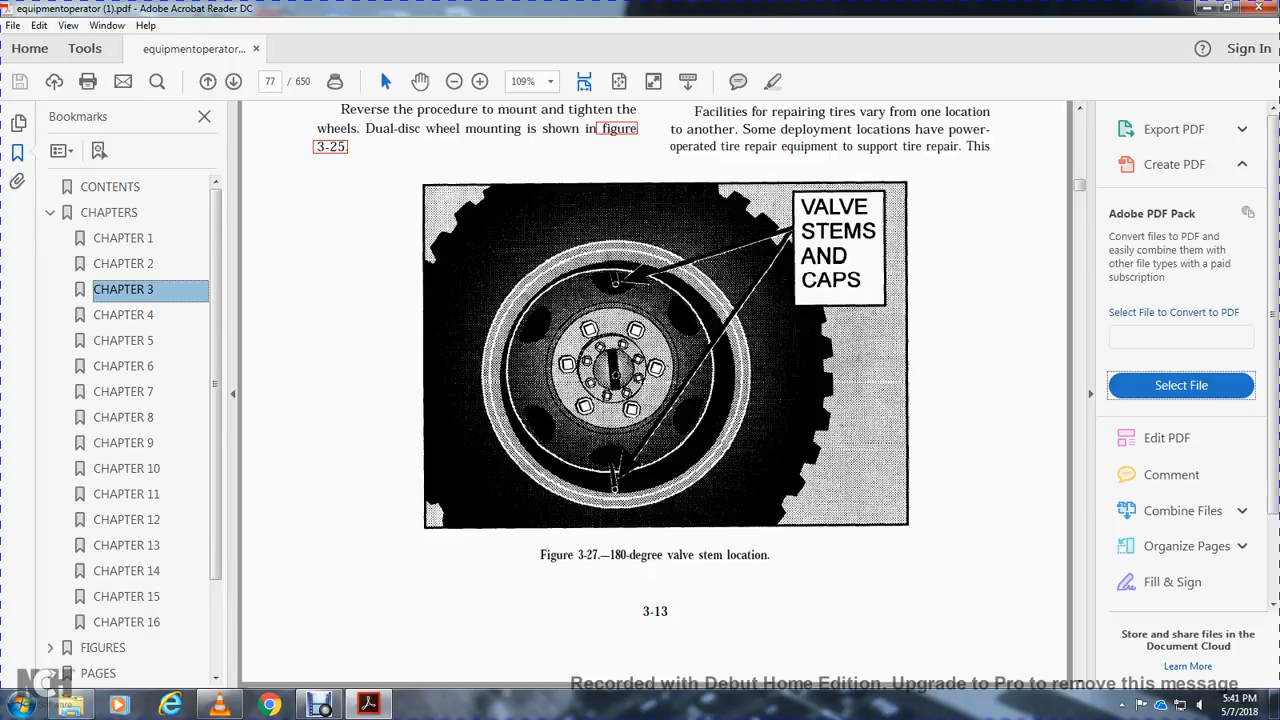 equipmentoperator (1).pdf - Adobe Acrobat Reader DC
File Edit View Window Help
Home Tools equipmentoperator... × Sign In
77 / 650 109%
Bookmarks
CONTENTS
CHAPTERS
CHAPTER 1
CHAPTER 2
CHAPTER 3
CHAPTER 4
CHAPTER 5
CHAPTER 6
CHAPTER 7
CHAPTER 8
CHAPTER 9
CHAPTER 10
CHAPTER 11
CHAPTER 12
CHAPTER 13
CHAPTER 14
CHAPTER 15
CHAPTER 16
FIGURES
PAGES
Reverse the procedure to mount and tighten the
wheels. Dual-disc wheel mounting is shown in figure
3-25
Facilities for repairing tires vary from one location
to another. Some deployment locations have power-
operated tire repair equipment to support tire repair. This
VALVE
STEMS
AND
CAPS
Figure 3-27.—180-degree valve stem location.
3-13
Export PDF
Create PDF
Adobe PDF Pack
Convert files to PDF and
easily combine them with
other file types with a paid
subscription
Select File to Convert to PDF
Select File
Edit PDF
Comment
Combine Files
Organize Pages
Fill & Sign
Store and share files in the
Document Cloud
Learn More
NCH
Software
Recorded with Debut Home Edition. Upgrade to Pro to remove this message
5:41 PM
5/7/2018